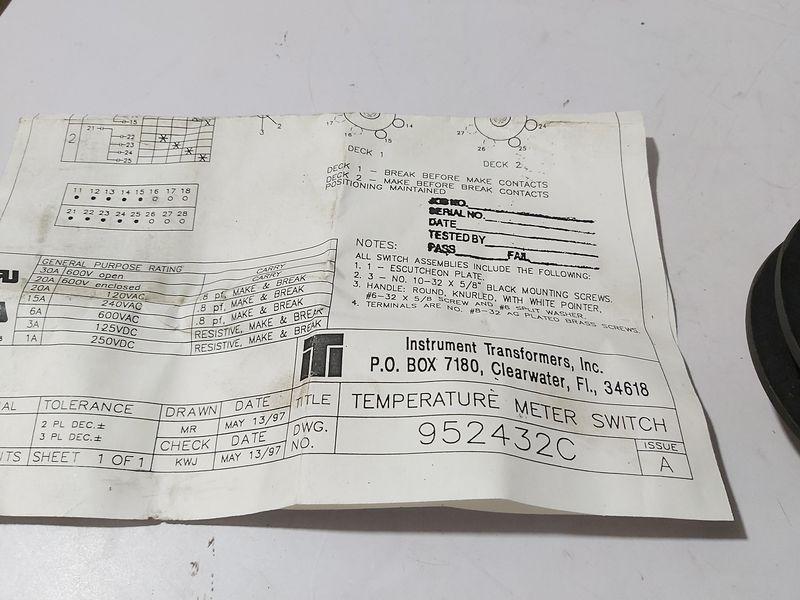 15
21
22
2
23
24
25
X
17
16
15
14
DECK 1
27
26
25
24
DECK 2
3
2
DECK 1 - BREAK BEFORE MAKE CONTACTS
DECK 2 - MAKE BEFORE BREAK CONTACTS
POSITIONING MAINTAINED
11 12 13 14 15 16 17 18
21 22 23 24 25 26 27 28
JOB NO.
SERIAL NO.
DATE
TESTED BY
PASS FAIL
NOTES:
ALL SWITCH ASSEMBLIES INCLUDE THE FOLLOWING:
1. 1 - ESCUTCHEON PLATE.
2. 3 - NO. 10-32 X 5/8" BLACK MOUNTING SCREWS.
3. HANDLE: ROUND, KNURLED, WITH WHITE POINTER,
#6-32 X 5/8 SCREW AND #6 SPLIT WASHER.
4. TERMINALS ARE NO. #8-32 AG PLATED BRASS SCREWS
GENERAL PURPOSE RATING
30A 600V open CARRY
20A 600V enclosed CARRY
20A 120VAC .8 pf, MAKE & BREAK
15A 240VAC .8 pf, MAKE & BREAK
6A 600VAC .8 pf, MAKE & BREAK
3A 125VDC RESISTIVE, MAKE & BREAK
1A 250VDC RESISTIVE, MAKE & BREAK
iTi
Instrument Transformers, Inc.
P.O. BOX 7180, Clearwater, Fl., 34618
TITLE TEMPERATURE METER SWITCH
DWG. NO. 952432C
ISSUE
A
AL TOLERANCE
2 PL DEC.±
3 PL DEC.±
ITS SHEET 1 OF 1
DRAWN DATE
MR MAY 13/97
CHECK DATE
KWJ MAY 13/97